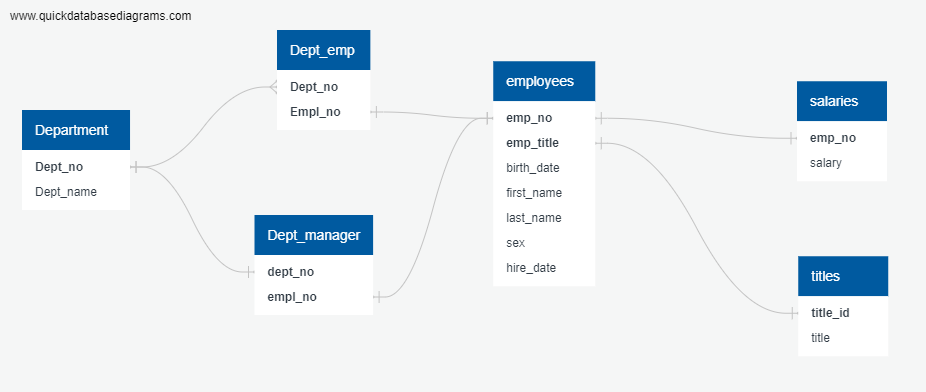 www.quickdatabasediagrams.com
Department
Dept_no
Dept_name
Dept_emp
Dept_no
Empl_no
Dept_manager
dept_no
empl_no
employees
emp_no
emp_title
birth_date
first_name
last_name
sex
hire_date
salaries
emp_no
salary
titles
title_id
title